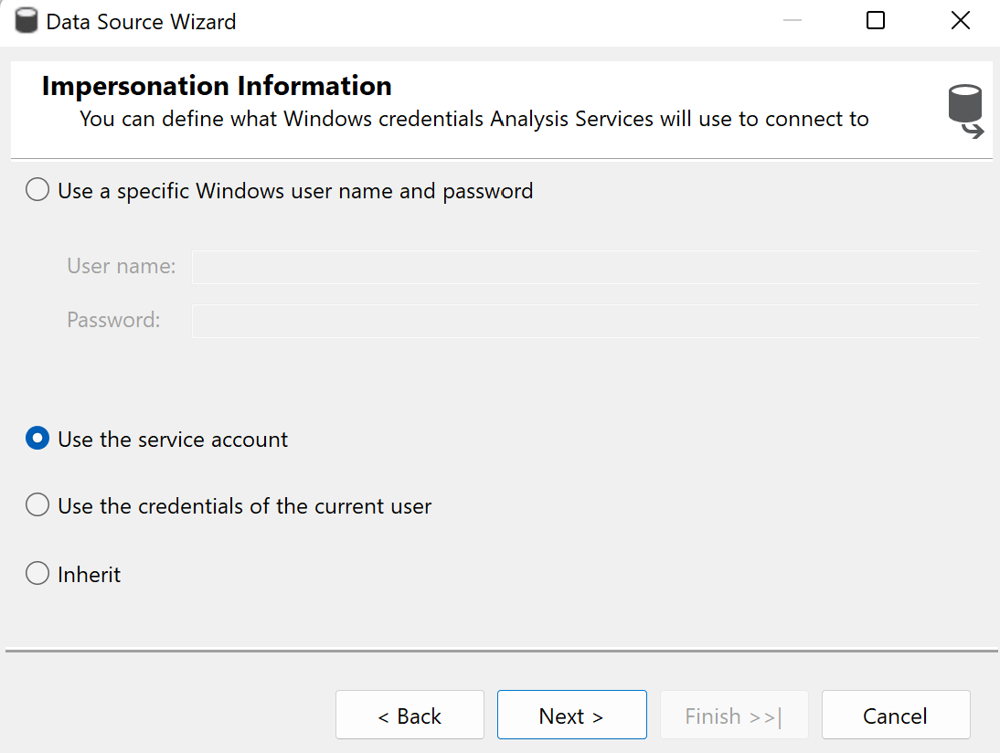 Data Source Wizard
Impersonation Information
You can define what Windows credentials Analysis Services will use to connect to
Use a specific Windows user name and password
User name:
Password:
Use the service account
Use the credentials of the current user
Inherit
< Back
Next >
Finish >>|
Cancel